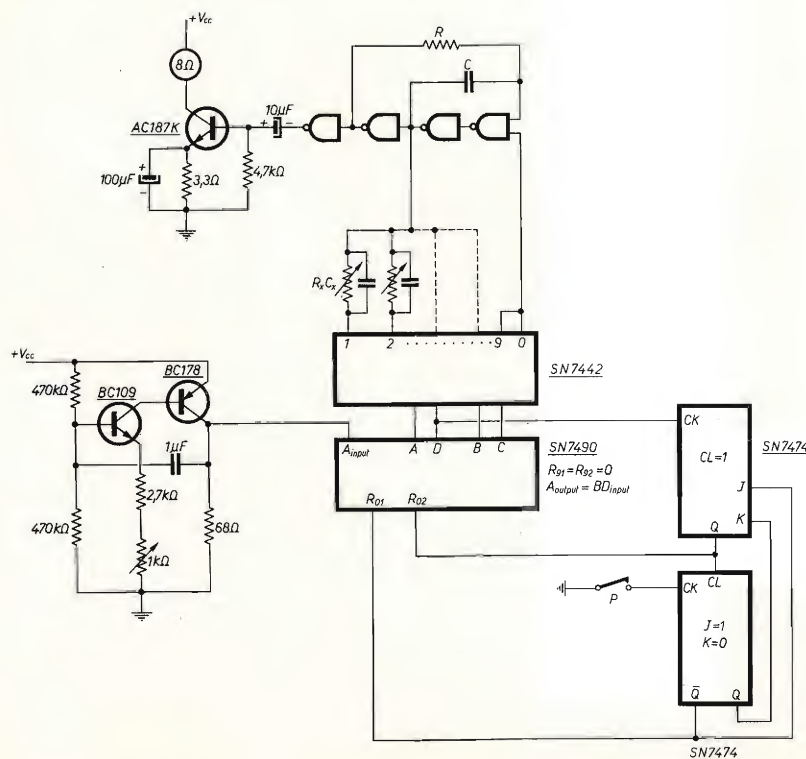 +Vcc
8Ω
R
C
AC187K
10μF
+ -
+
100μF
-
3,3Ω
4,7kΩ
RxCx
1 2 . . . . . . . . . 9 0
SN7442
+Vcc
470kΩ
BC109
BC178
1μF
2,7kΩ
470kΩ
68Ω
1kΩ
Ainput A D B C
R01 R02
SN7490
R91=R92=0
Aoutput=BDinput
CK
CL=1
J
K
Q
SN7474
P
CK
CL
J=1
K=0
Q̅ Q
SN7474